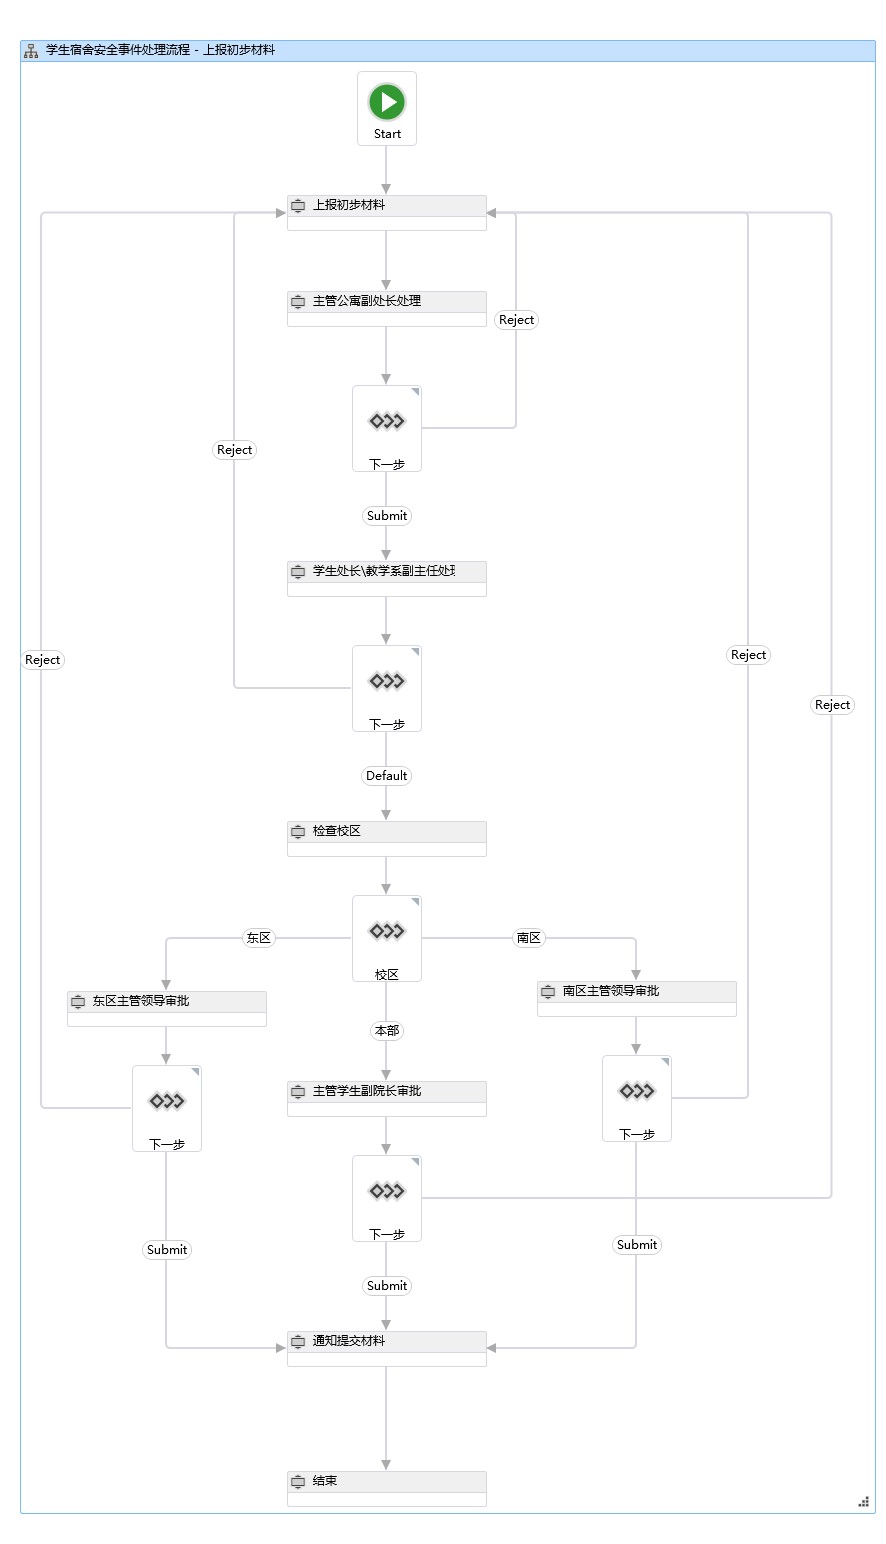 学生宿舍安全事件处理流程 - 上报初步材料
Start
上报初步材料
主管公寓副处长处理
Reject
下一步
Reject
Submit
学生处长\教学系副主任处
下一步
Reject
Reject
Reject
Default
检查校区
校区
东区
南区
东区主管领导审批
南区主管领导审批
本部
主管学生副院长审批
下一步
下一步
下一步
Submit
Submit
Submit
通知提交材料
结束